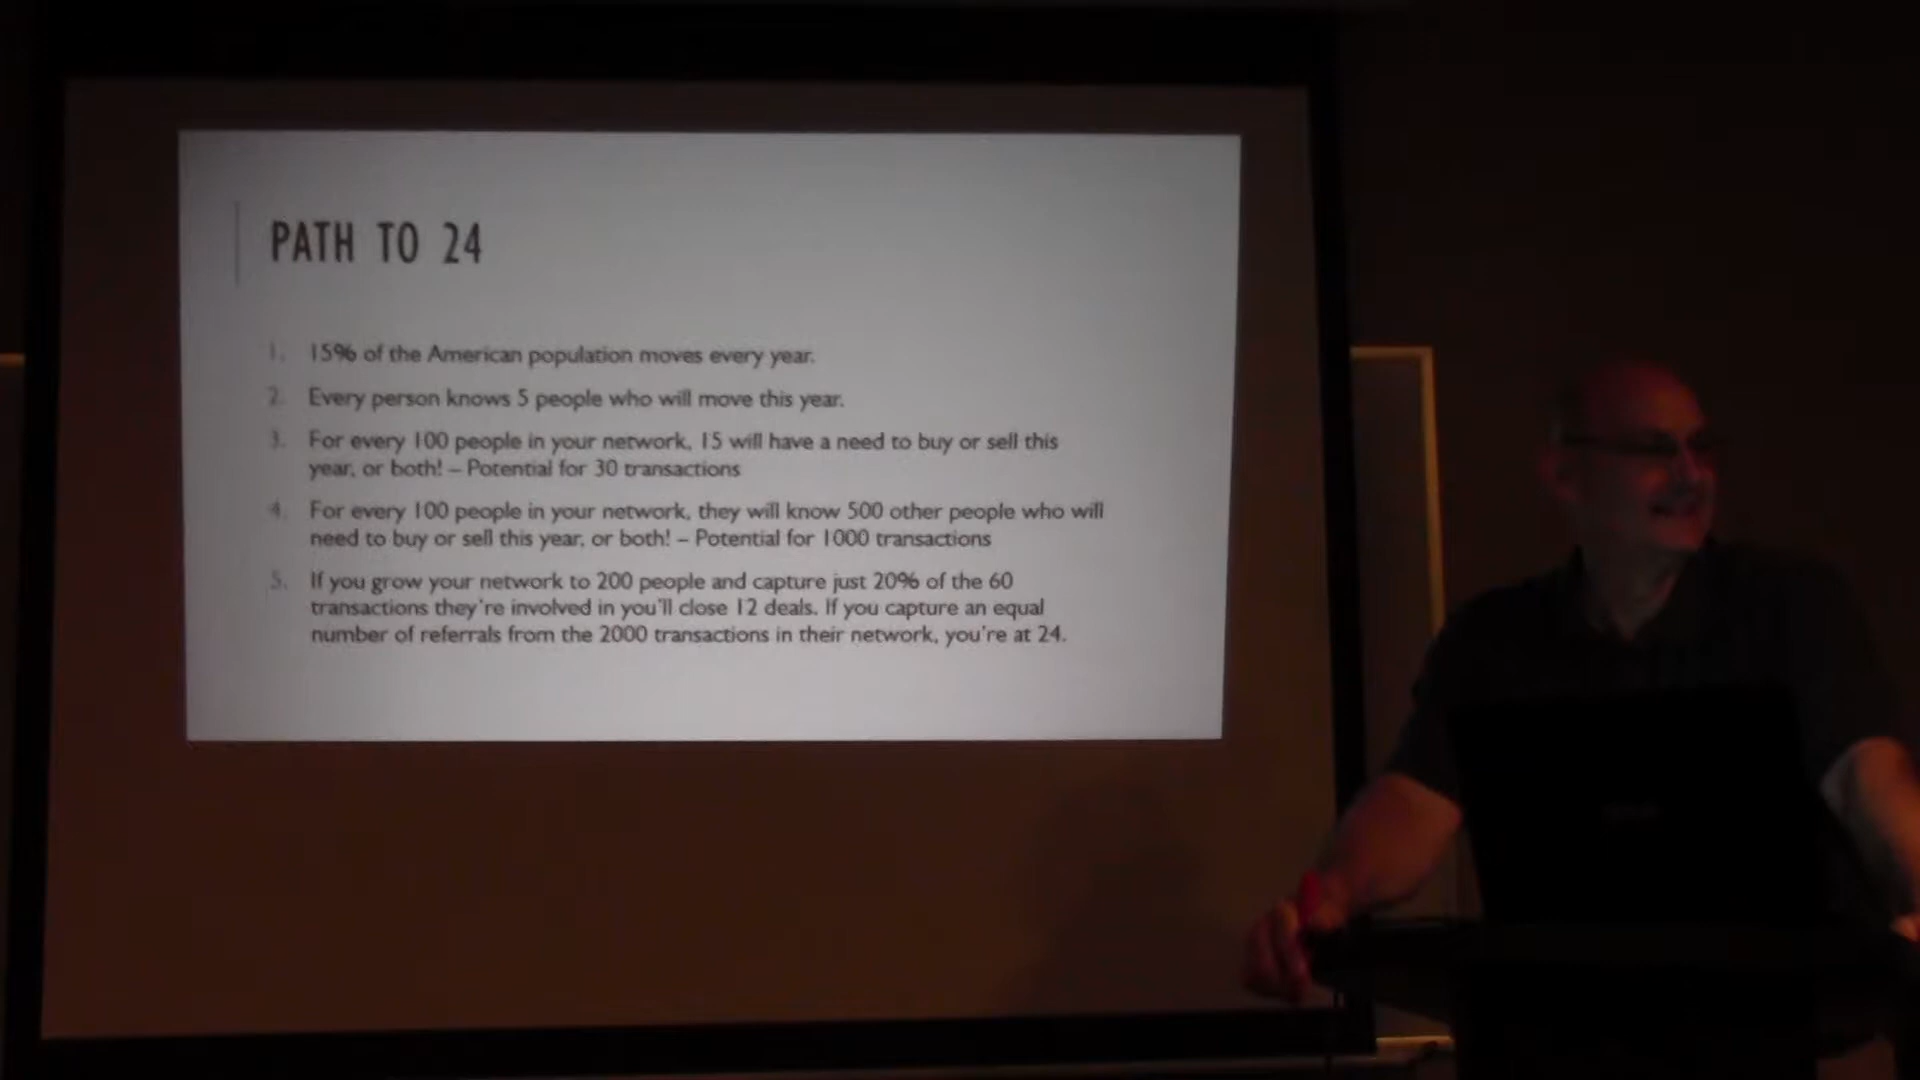 PATH TO 24
1. 15% of the American population moves every year.
2. Every person knows 5 people who will move this year.
3. For every 100 people in your network, 15 will have a need to buy or sell this
year, or both! – Potential for 30 transactions
4. For every 100 people in your network, they will know 500 other people who will
need to buy or sell this year, or both! – Potential for 1000 transactions
5. If you grow your network to 200 people and capture just 20% of the 60
transactions they're involved in you'll close 12 deals. If you capture an equal
number of referrals from the 2000 transactions in their network, you're at 24.